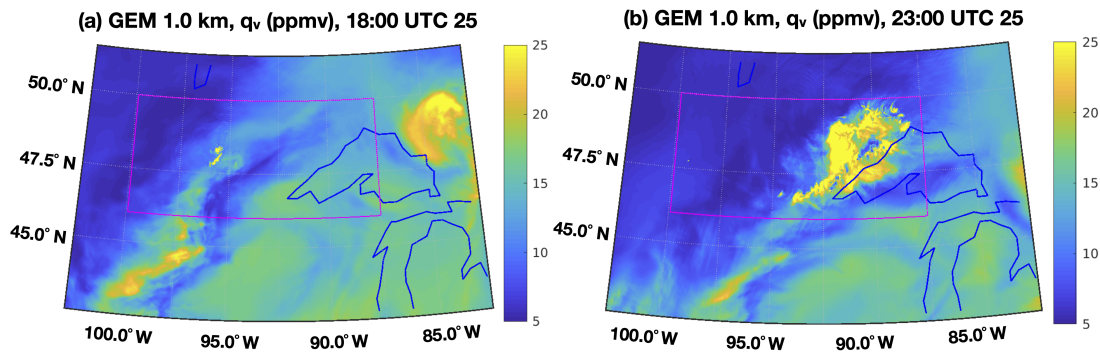 (a) GEM 1.0 km, qv (ppmv), 18:00 UTC 25
(b) GEM 1.0 km, qv (ppmv), 23:00 UTC 25
50.0° N
47.5° N
45.0° N
100.0° W
95.0° W
90.0° W
85.0° W
25
20
15
10
5
50.0° N
47.5° N
45.0° N
100.0° W
95.0° W
90.0° W
85.0° W
25
20
15
10
5